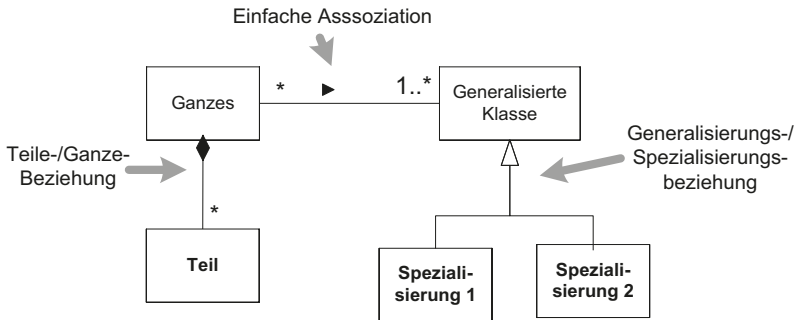 Einfache Asssoziation
Ganzes
*
1..*
Generalisierte
Klasse
Teile-/Ganze-
Beziehung
Generalisierungs-/
Spezialisierungs-
beziehung
*
Teil
Speziali-
sierung 1
Speziali-
sierung 2